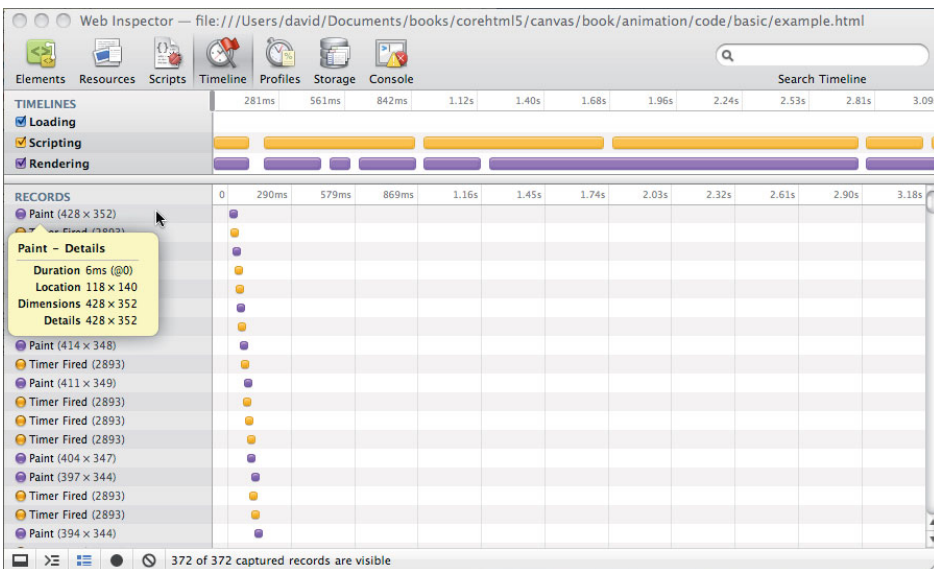 Web Inspector — file:///Users/david/Documents/books/corehtml5/canvas/book/animation/code/basic/example.html
Elements Resources Scripts Timeline Profiles Storage Console Search Timeline
TIMELINES 281ms 561ms 842ms 1.12s 1.40s 1.68s 1.96s 2.24s 2.53s 2.81s 3.09
Loading
Scripting
Rendering
RECORDS 0 290ms 579ms 869ms 1.16s 1.45s 1.74s 2.03s 2.32s 2.61s 2.90s 3.18s
Paint (428 × 352)
Timer Fired (2893)
Paint – Details
Duration 6ms (@0)
Location 118 × 140
Dimensions 428 × 352
Details 428 × 352
Paint (414 × 348)
Timer Fired (2893)
Paint (411 × 349)
Timer Fired (2893)
Timer Fired (2893)
Timer Fired (2893)
Paint (404 × 347)
Paint (397 × 344)
Timer Fired (2893)
Timer Fired (2893)
Paint (394 × 344)
372 of 372 captured records are visible